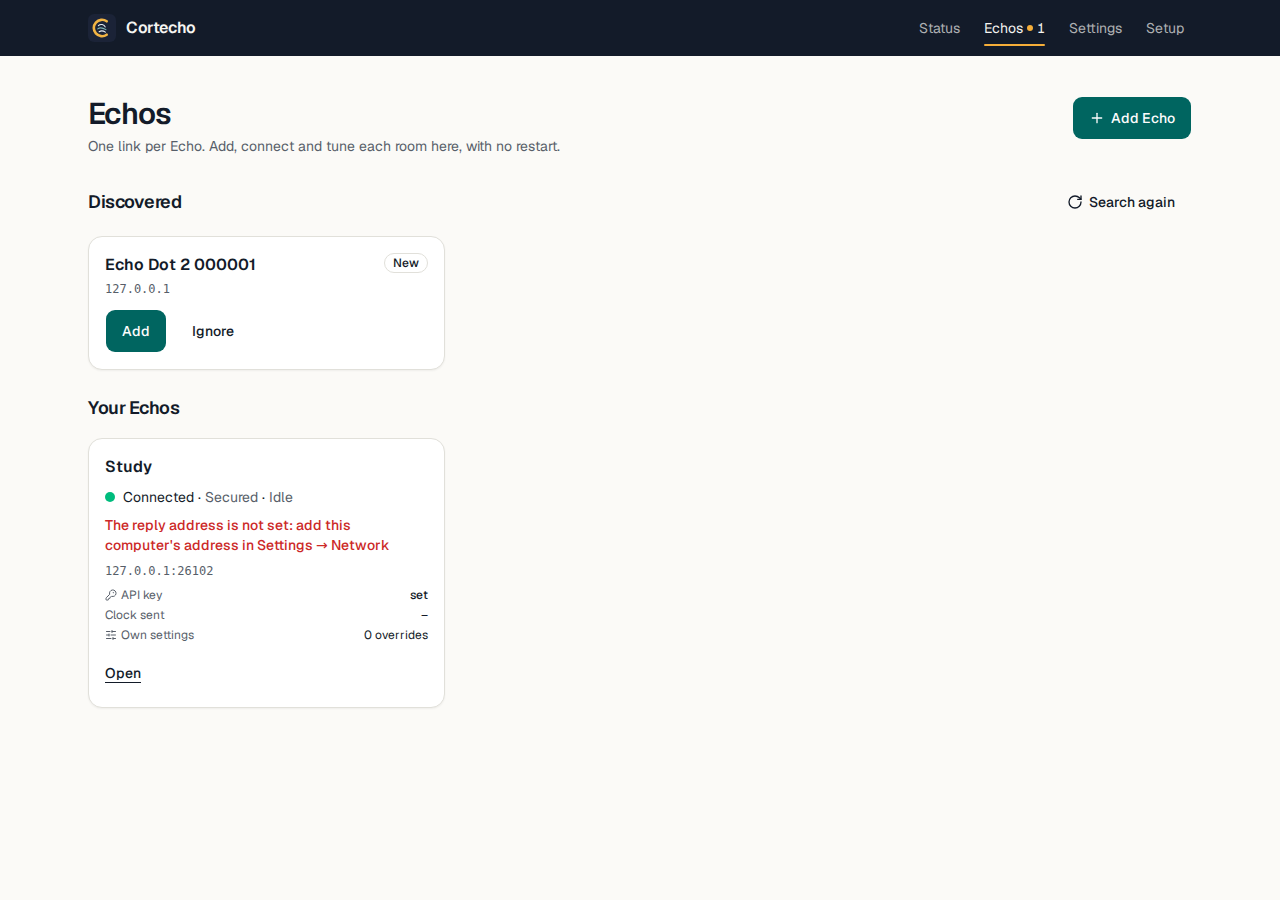 Cortecho
Status
Echos 1
Settings
Setup
Echos
Add Echo
One link per Echo. Add, connect and tune each room here, with no restart.
Discovered
Search again
Echo Dot 2 000001
New
127.0.0.1
Add
Ignore
Your Echos
Study
Connected · Secured · Idle
The reply address is not set: add this
computer's address in Settings → Network
127.0.0.1:26102
API key
set
Clock sent
–
Own settings
0 overrides
Open